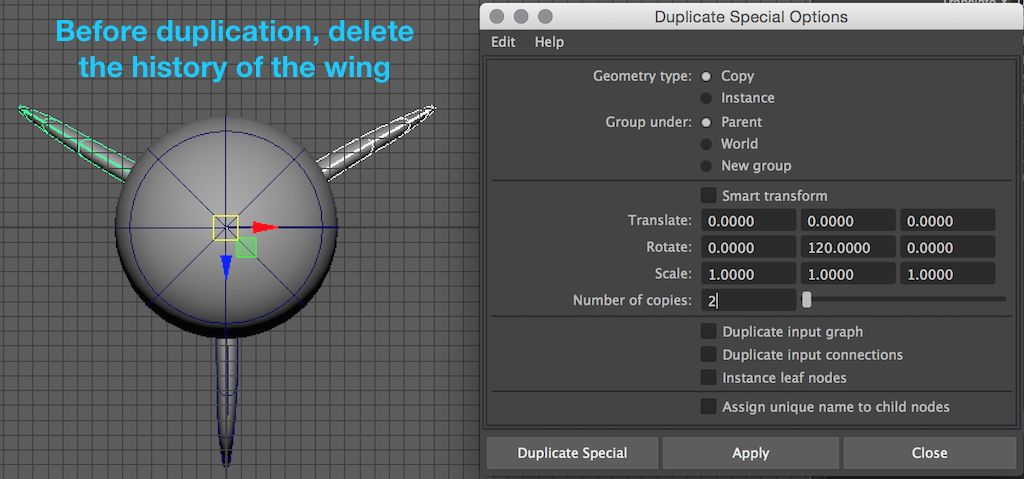 Before duplication, delete
the history of the wing
Duplicate Special Options
Edit Help
Geometry type: Copy
Instance
Group under: Parent
World
New group
Smart transform
Translate: 0.0000 0.0000 0.0000
Rotate: 0.0000 120.0000 0.0000
Scale: 1.0000 1.0000 1.0000
Number of copies: 2
Duplicate input graph
Duplicate input connections
Instance leaf nodes
Assign unique name to child nodes
Duplicate Special Apply Close